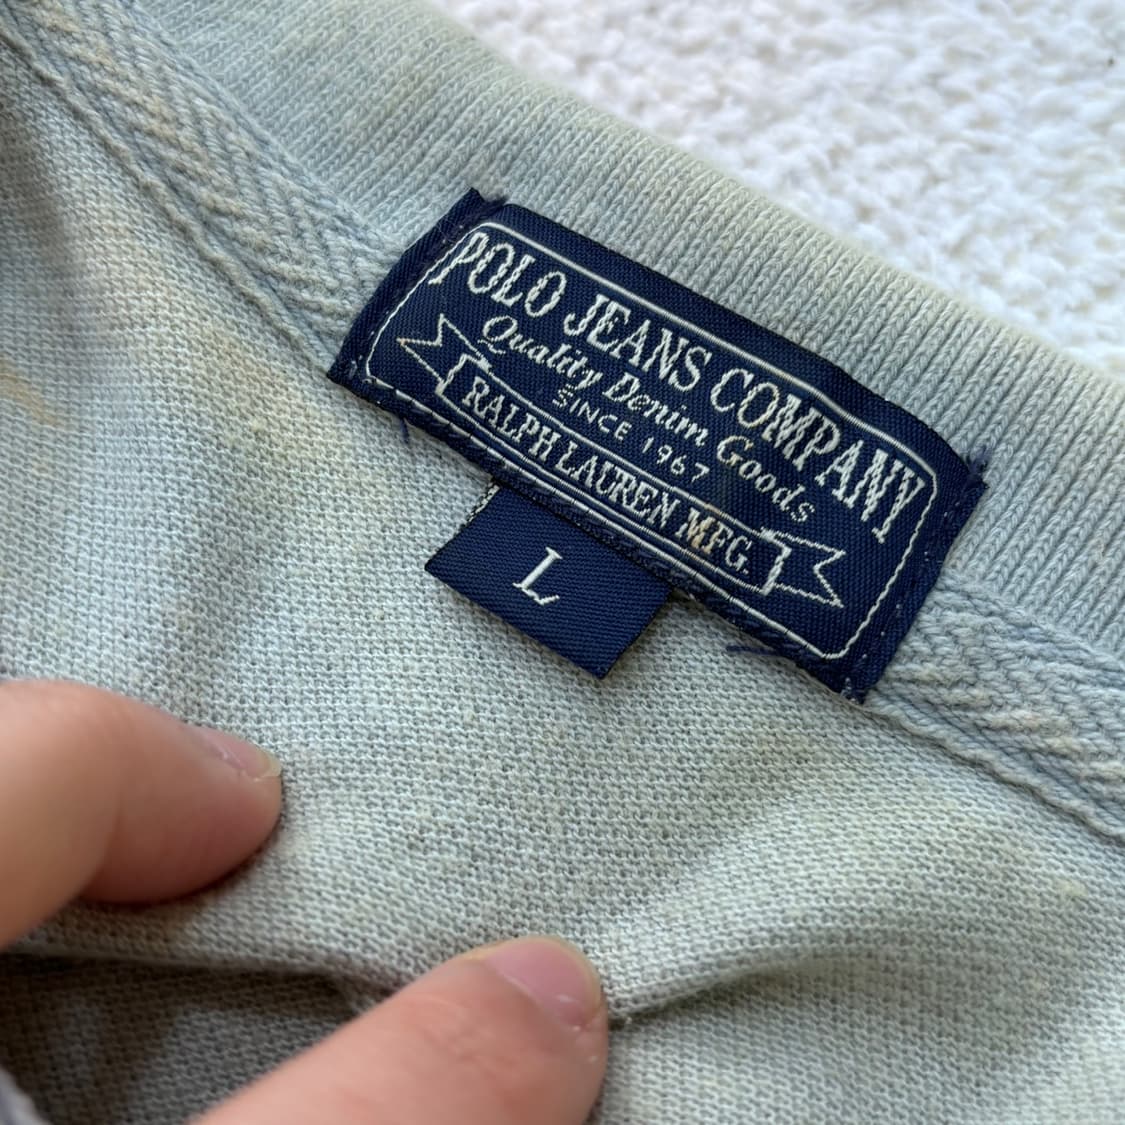 POLO JEANS COMPANY
Quality Denim Goods
SINCE 1967
RALPH LAUREN MFG.
L